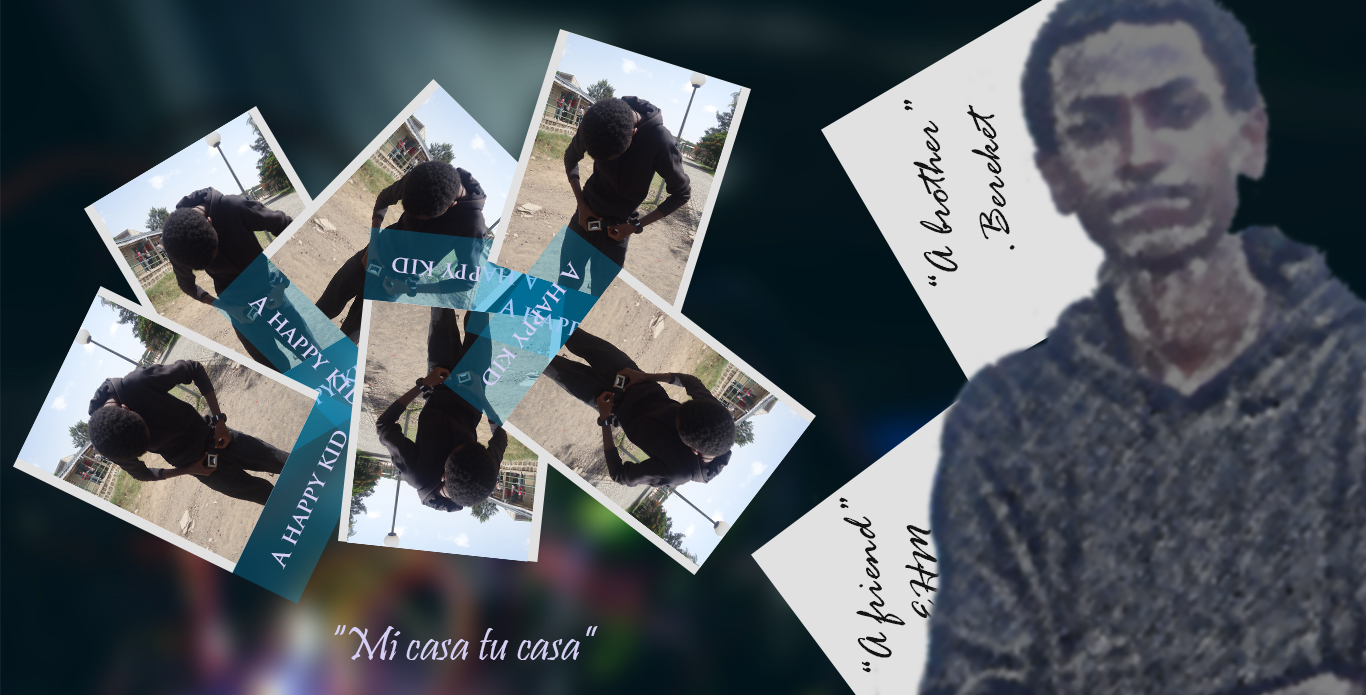 A HAPPY KID
A HAPPY KID
A HAPPY KID
A HAPPY KID
"Mi casa tu casa"
"A brother"
. Bereket
"A friend"